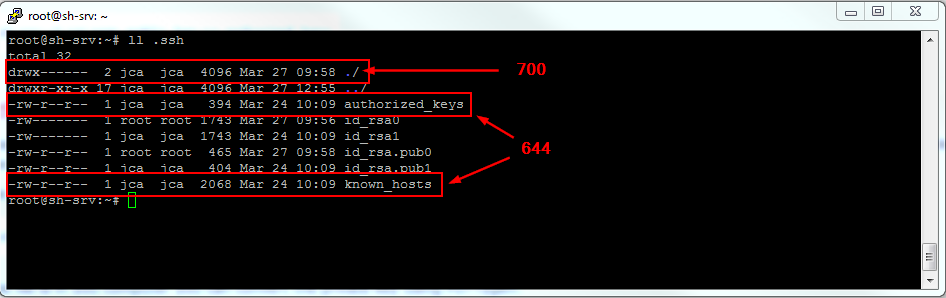 root@sh-srv: ~
root@sh-srv:~# ll .ssh
total 32
drwx------ 2 jca jca 4096 Mar 27 09:58 ./
700
drwxr-xr-x 17 jca jca 4096 Mar 27 12:55 ../
-rw-r--r-- 1 jca jca 394 Mar 24 10:09 authorized_keys
-rw------- 1 root root 1743 Mar 27 09:56 id_rsa0
-rw------- 1 jca jca 1743 Mar 24 10:09 id_rsa1
644
-rw-r--r-- 1 root root 465 Mar 27 09:58 id_rsa.pub0
-rw-r--r-- 1 jca jca 404 Mar 24 10:09 id_rsa.pub1
-rw-r--r-- 1 jca jca 2068 Mar 24 10:09 known_hosts
root@sh-srv:~#